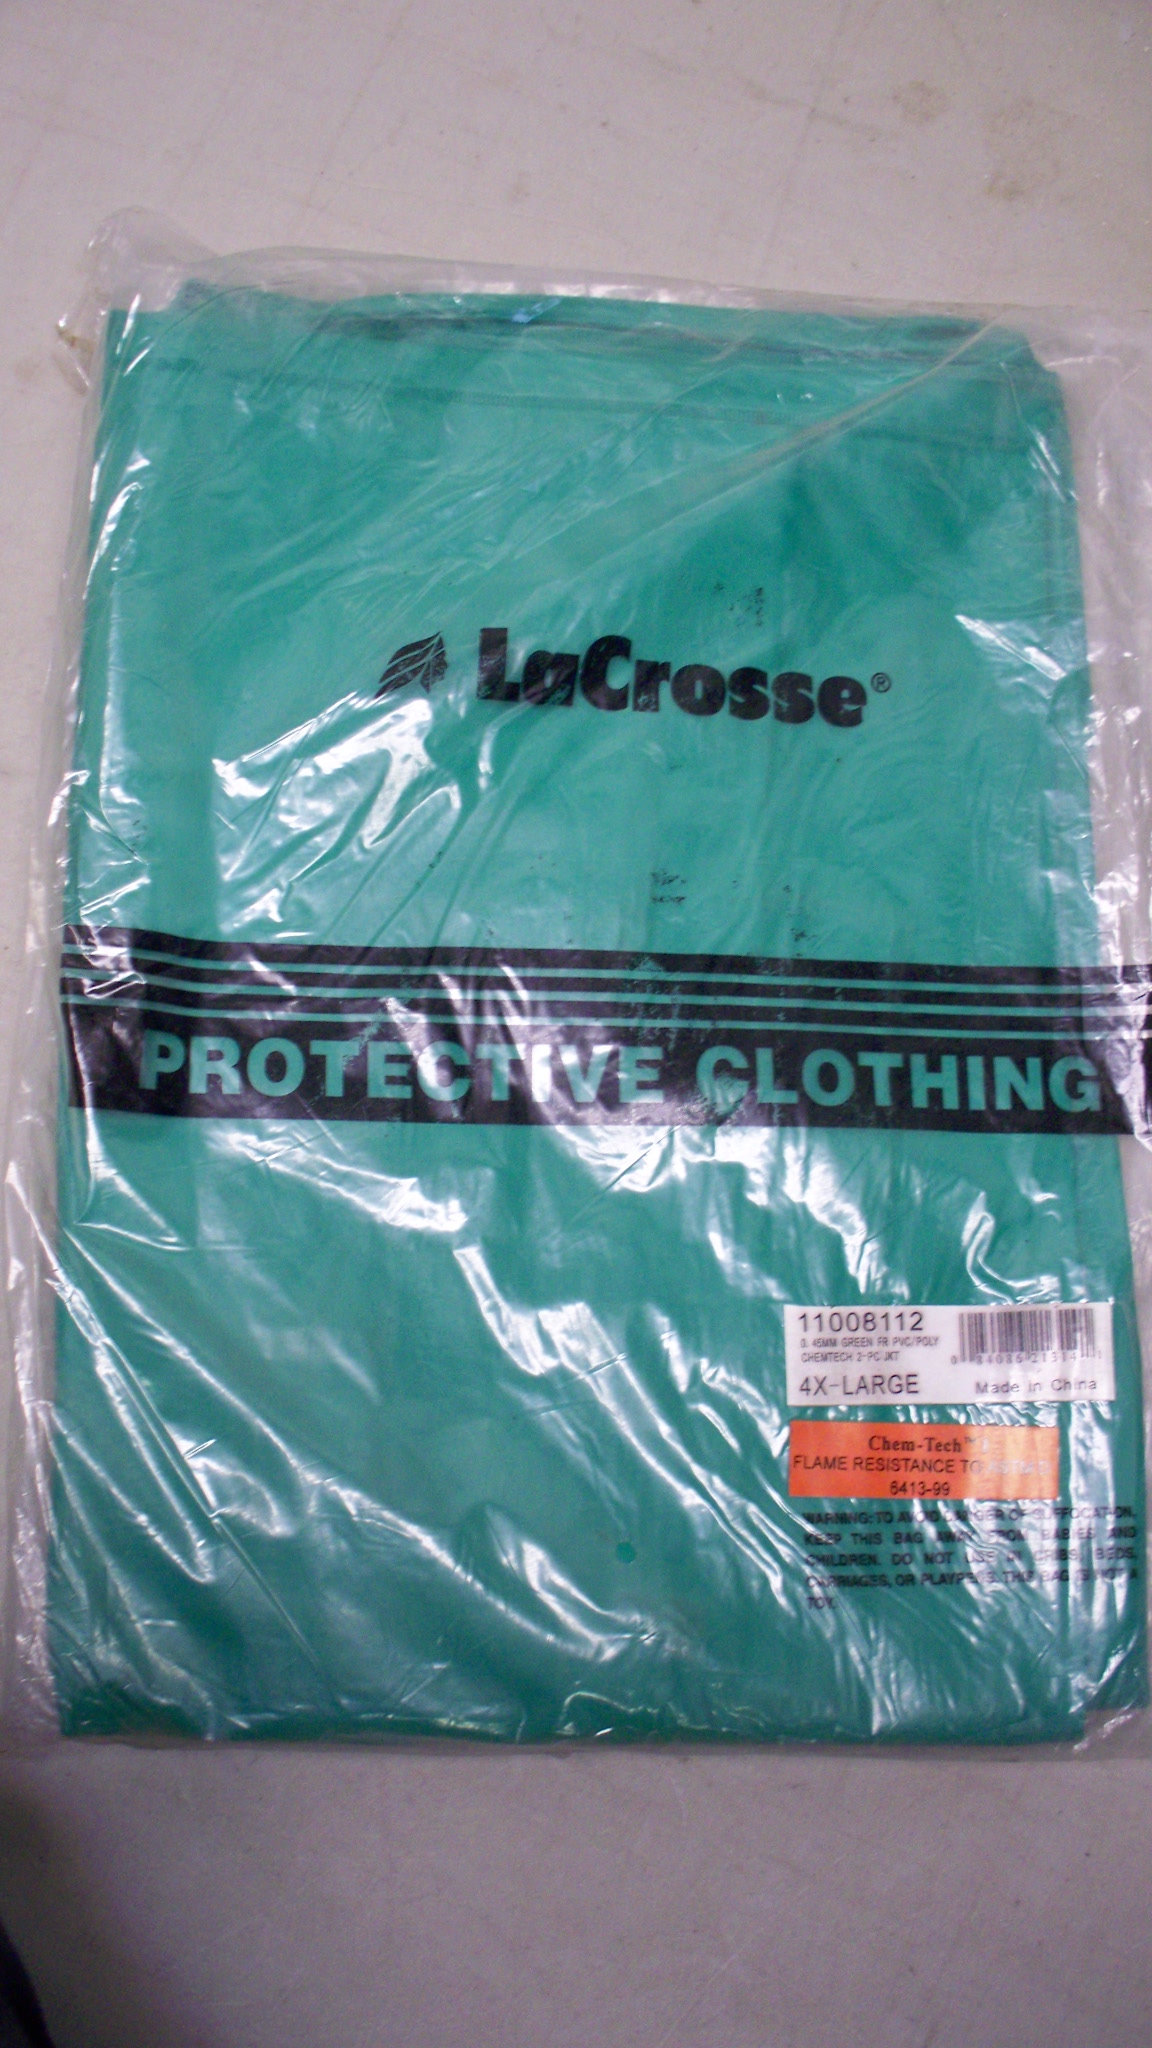 LaCrosse®
PROTECTIVE CLOTHING
11008112
0.45MM GREEN FR PVC/POLY
CHEMTECH 2-PC JKT
4X-LARGE
Made in China
Chem-Tech™
FLAME RESISTANCE TO
6413-99
WARNING: TO AVOID DANGER OF SUFFOCATION,
KEEP THIS BAG AWAY FROM BABIES AND
CHILDREN. DO NOT USE IN CRIBS, BEDS,
CARRIAGES, OR PLAYPENS. THIS BAG IS NOT A
TOY.